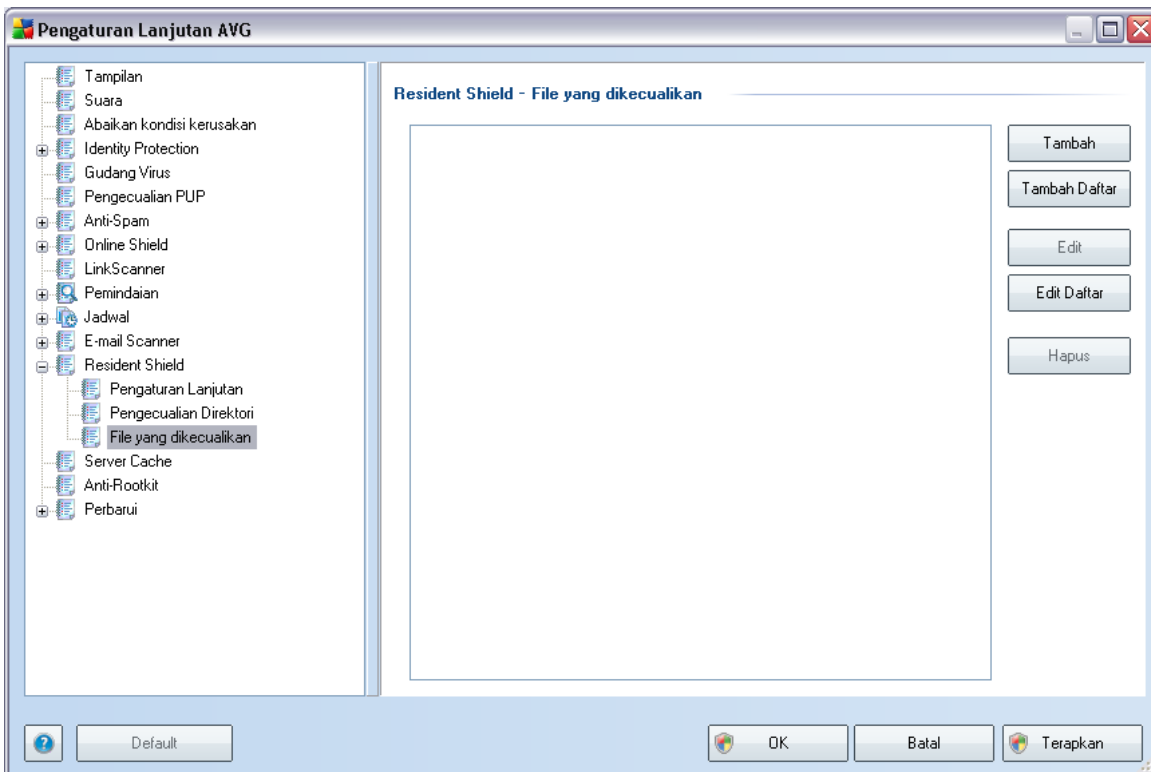 Pengaturan Lanjutan AVG
Tampilan
Suara
Abaikan kondisi kerusakan
Identity Protection
Gudang Virus
Pengecualian PUP
Anti-Spam
Online Shield
LinkScanner
Pemindaian
Jadwal
E-mail Scanner
Resident Shield
Pengaturan Lanjutan
Pengecualian Direktori
File yang dikecualikan
Server Cache
Anti-Rootkit
Perbarui
Resident Shield - File yang dikecualikan
Tambah
Tambah Daftar
Edit
Edit Daftar
Hapus
?
Default
OK
Batal
Terapkan